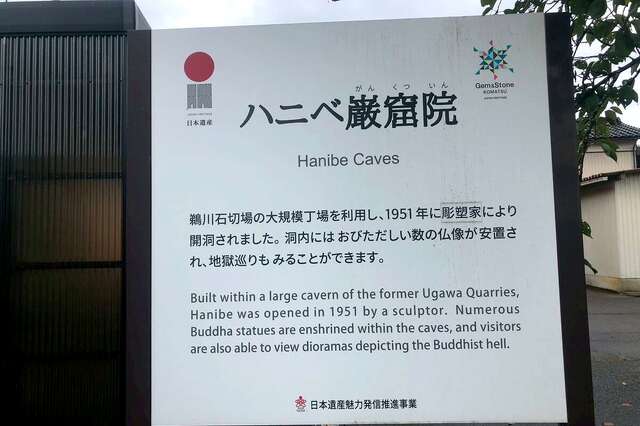 日本遺産
Gem&Stone
KOMATSU
がんくついん
ハニベ巌窟院
Hanibe Caves
鵜川石切場の大規模丁場を利用し、1951年に彫塑家により
開洞されました。洞内には おびただしい数の仏像が安置さ
れ、地獄巡りも みることができます。
Built within a large cavern of the former Ugawa Quarries,
Hanibe was opened in 1951 by a sculptor. Numerous
Buddha statues are enshrined within the caves, and visitors
are also able to view dioramas depicting the Buddhist hell.
日本遺産魅力発信推進事業